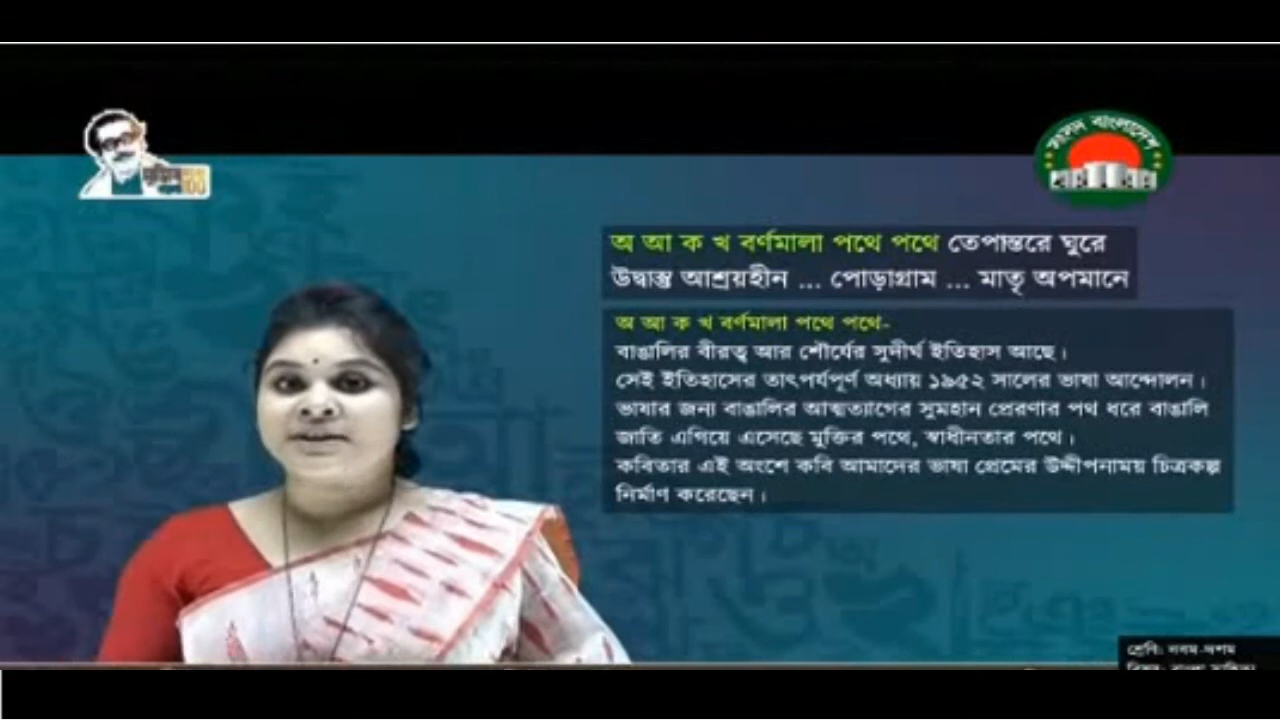 সংসদ বাংলাদেশ
অ আ ক খ বর্ণমালা পথে পথে তেপান্তরে ঘুরে
উদ্বাস্তু আশ্রয়হীন ... পোড়াগ্রাম ... মাতৃ অপমানে
অ আ ক খ বর্ণমালা পথে পথে-
বাঙালির বীরত্ব আর শৌর্যের সুদীর্ঘ ইতিহাস আছে।
সেই ইতিহাসের তাৎপর্যপূর্ণ অধ্যায় ১৯৫২ সালের ভাষা আন্দোলন।
ভাষার জন্য বাঙালির আত্মত্যাগের সুমহান প্রেরণার পথ ধরে বাঙালি
জাতি এগিয়ে এসেছে মুক্তির পথে, স্বাধীনতার পথে।
কবিতার এই অংশে কবি আমাদের ভাষা প্রেমের উদ্দীপনাময় চিত্রকল্প
নির্মাণ করেছেন।
শ্রেণি: নবম-দশম